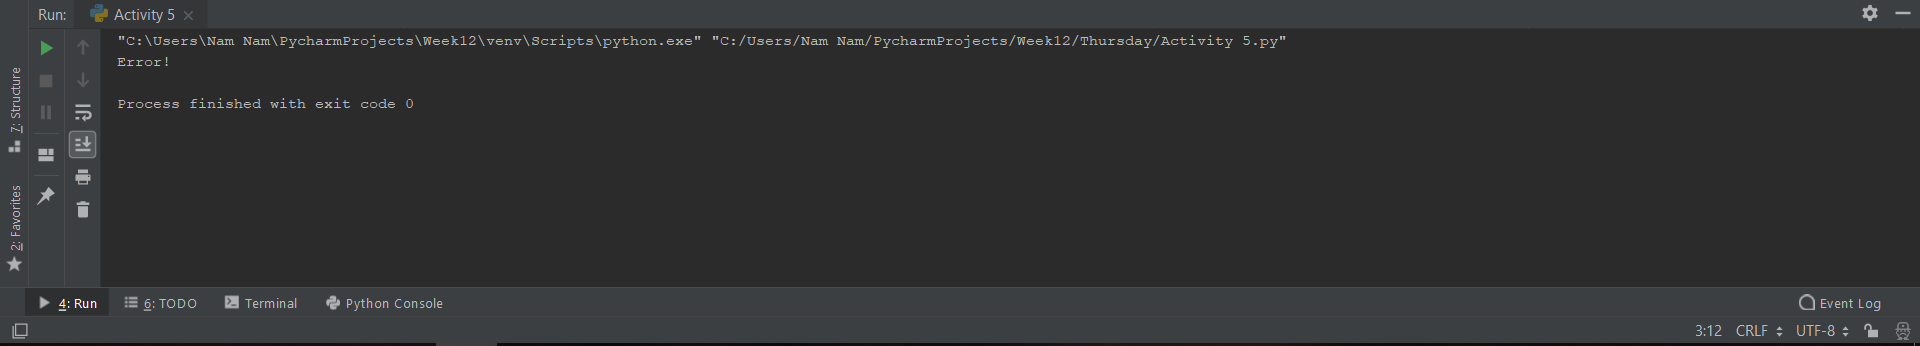 Run: Activity 5
"C:\Users\Nam Nam\PycharmProjects\Week12\venv\Scripts\python.exe" "C:/Users/Nam Nam/PycharmProjects/Week12/Thursday/Activity 5.py"
Error!
Process finished with exit code 0
7: Structure
2: Favorites
4: Run 6: TODO Terminal Python Console Event Log
3:12 CRLF UTF-8